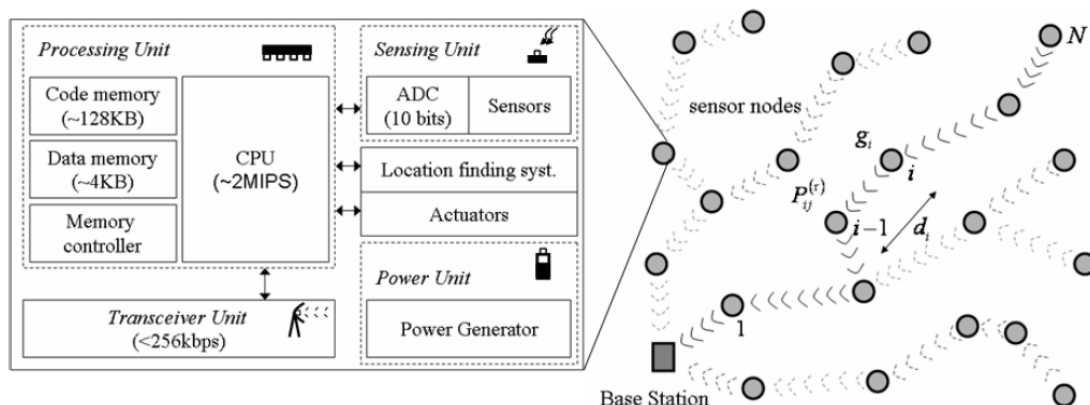 Processing Unit
Code memory
(~128KB)
Data memory
(~4KB)
Memory
controller
CPU
(~2MIPS)
Transceiver Unit
(<256kbps)
Sensing Unit
ADC
(10 bits)
Sensors
Location finding syst.
Actuators
Power Unit
Power Generator
sensor nodes
N
g_i
i
P_ij^(r)
i-1
d_i
1
Base Station